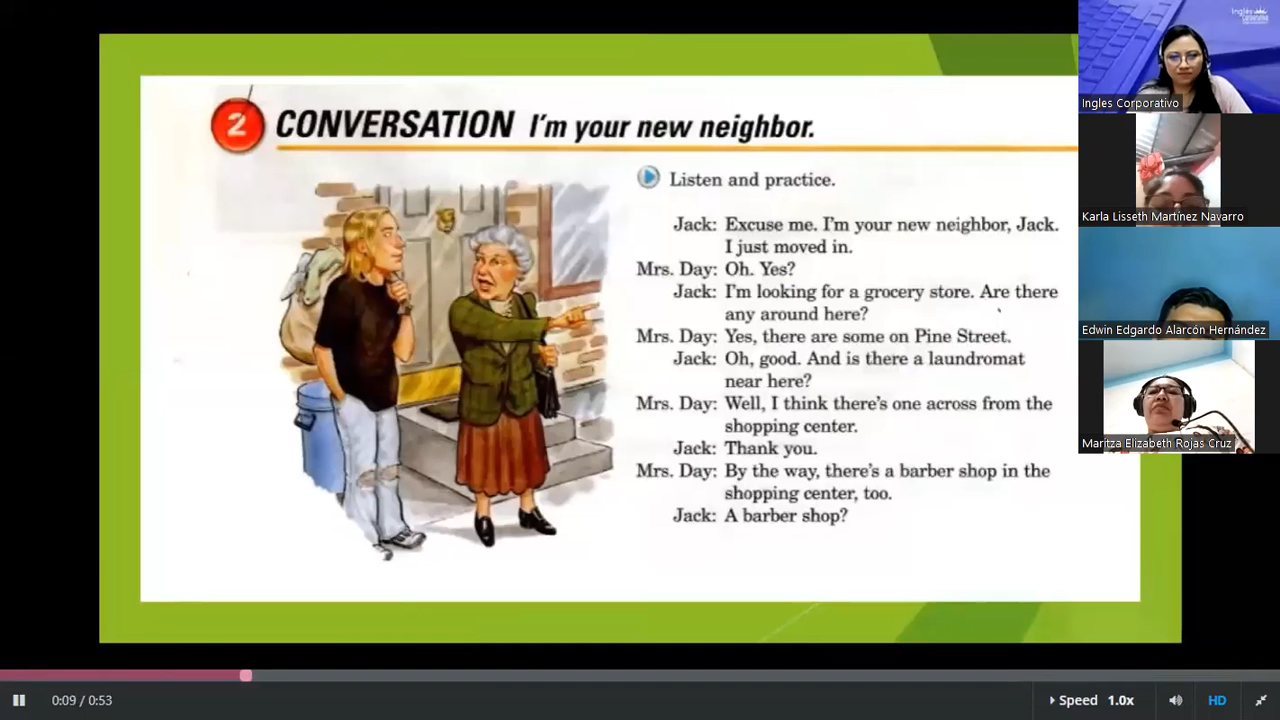 2 CONVERSATION I'm your new neighbor.
Listen and practice.
Jack: Excuse me. I'm your new neighbor, Jack.
I just moved in.
Mrs. Day: Oh. Yes?
Jack: I'm looking for a grocery store. Are there
any around here?
Mrs. Day: Yes, there are some on Pine Street.
Jack: Oh, good. And is there a laundromat
near here?
Mrs. Day: Well, I think there's one across from the
shopping center.
Jack: Thank you.
Mrs. Day: By the way, there's a barber shop in the
shopping center, too.
Jack: A barber shop?
Inglés
Ingles Corporativo
Karla Lisseth Martínez Navarro
Edwin Edgardo Alarcón Hernández
Maritza Elizabeth Rojas Cruz
0:09 / 0:53
Speed 1.0x
HD